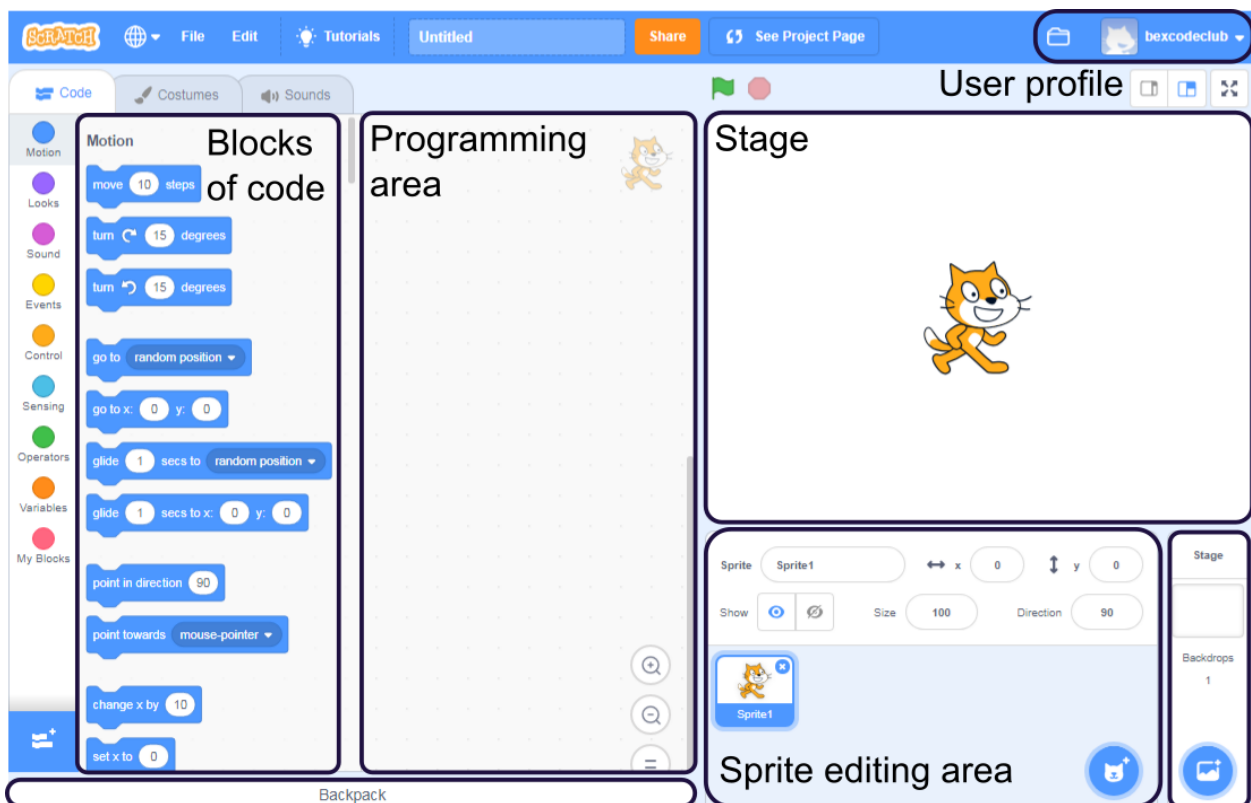 SCRATCH File Edit Tutorials Untitled Share See Project Page bexcodeclub
Code Costumes Sounds
User profile
Motion
Looks
Sound
Events
Control
Sensing
Operators
Variables
My Blocks
Motion
Blocks
of code
move 10 steps
turn 15 degrees
turn 15 degrees
go to random position
go to x: 0 y: 0
glide 1 secs to random position
glide 1 secs to x: 0 y: 0
point in direction 90
point towards mouse-pointer
change x by 10
set x to 0
Programming
area
Stage
Sprite Sprite1 x 0 y 0
Show Size 100 Direction 90
Sprite1
Sprite editing area
Stage
Backdrops
1
Backpack